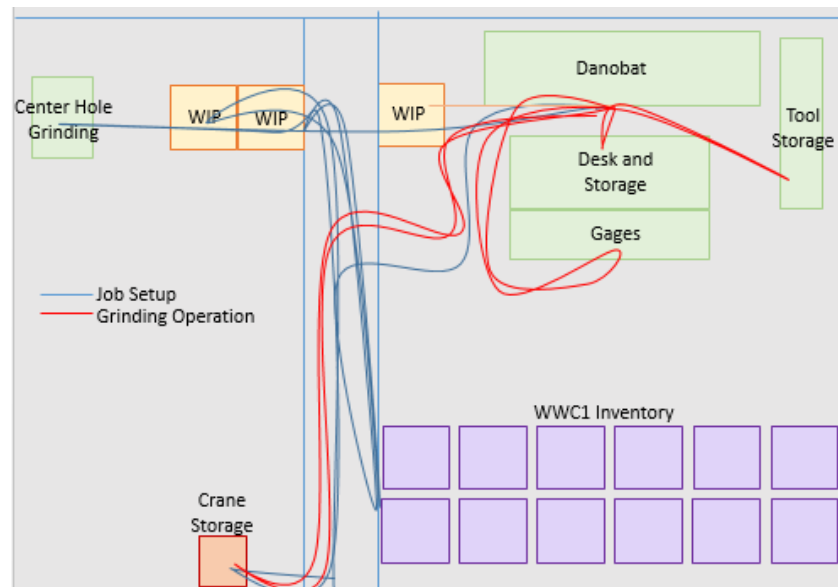 Danobat
Center Hole
Grinding
WIP
WIP
WIP
Tool
Storage
Desk and
Storage
Gages
Job Setup
Grinding Operation
WWC1 Inventory
Crane
Storage